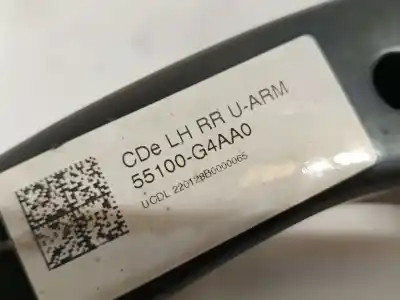 CDe LH RR U-ARM
55100-G4AA0
UCDL 220128B0000065